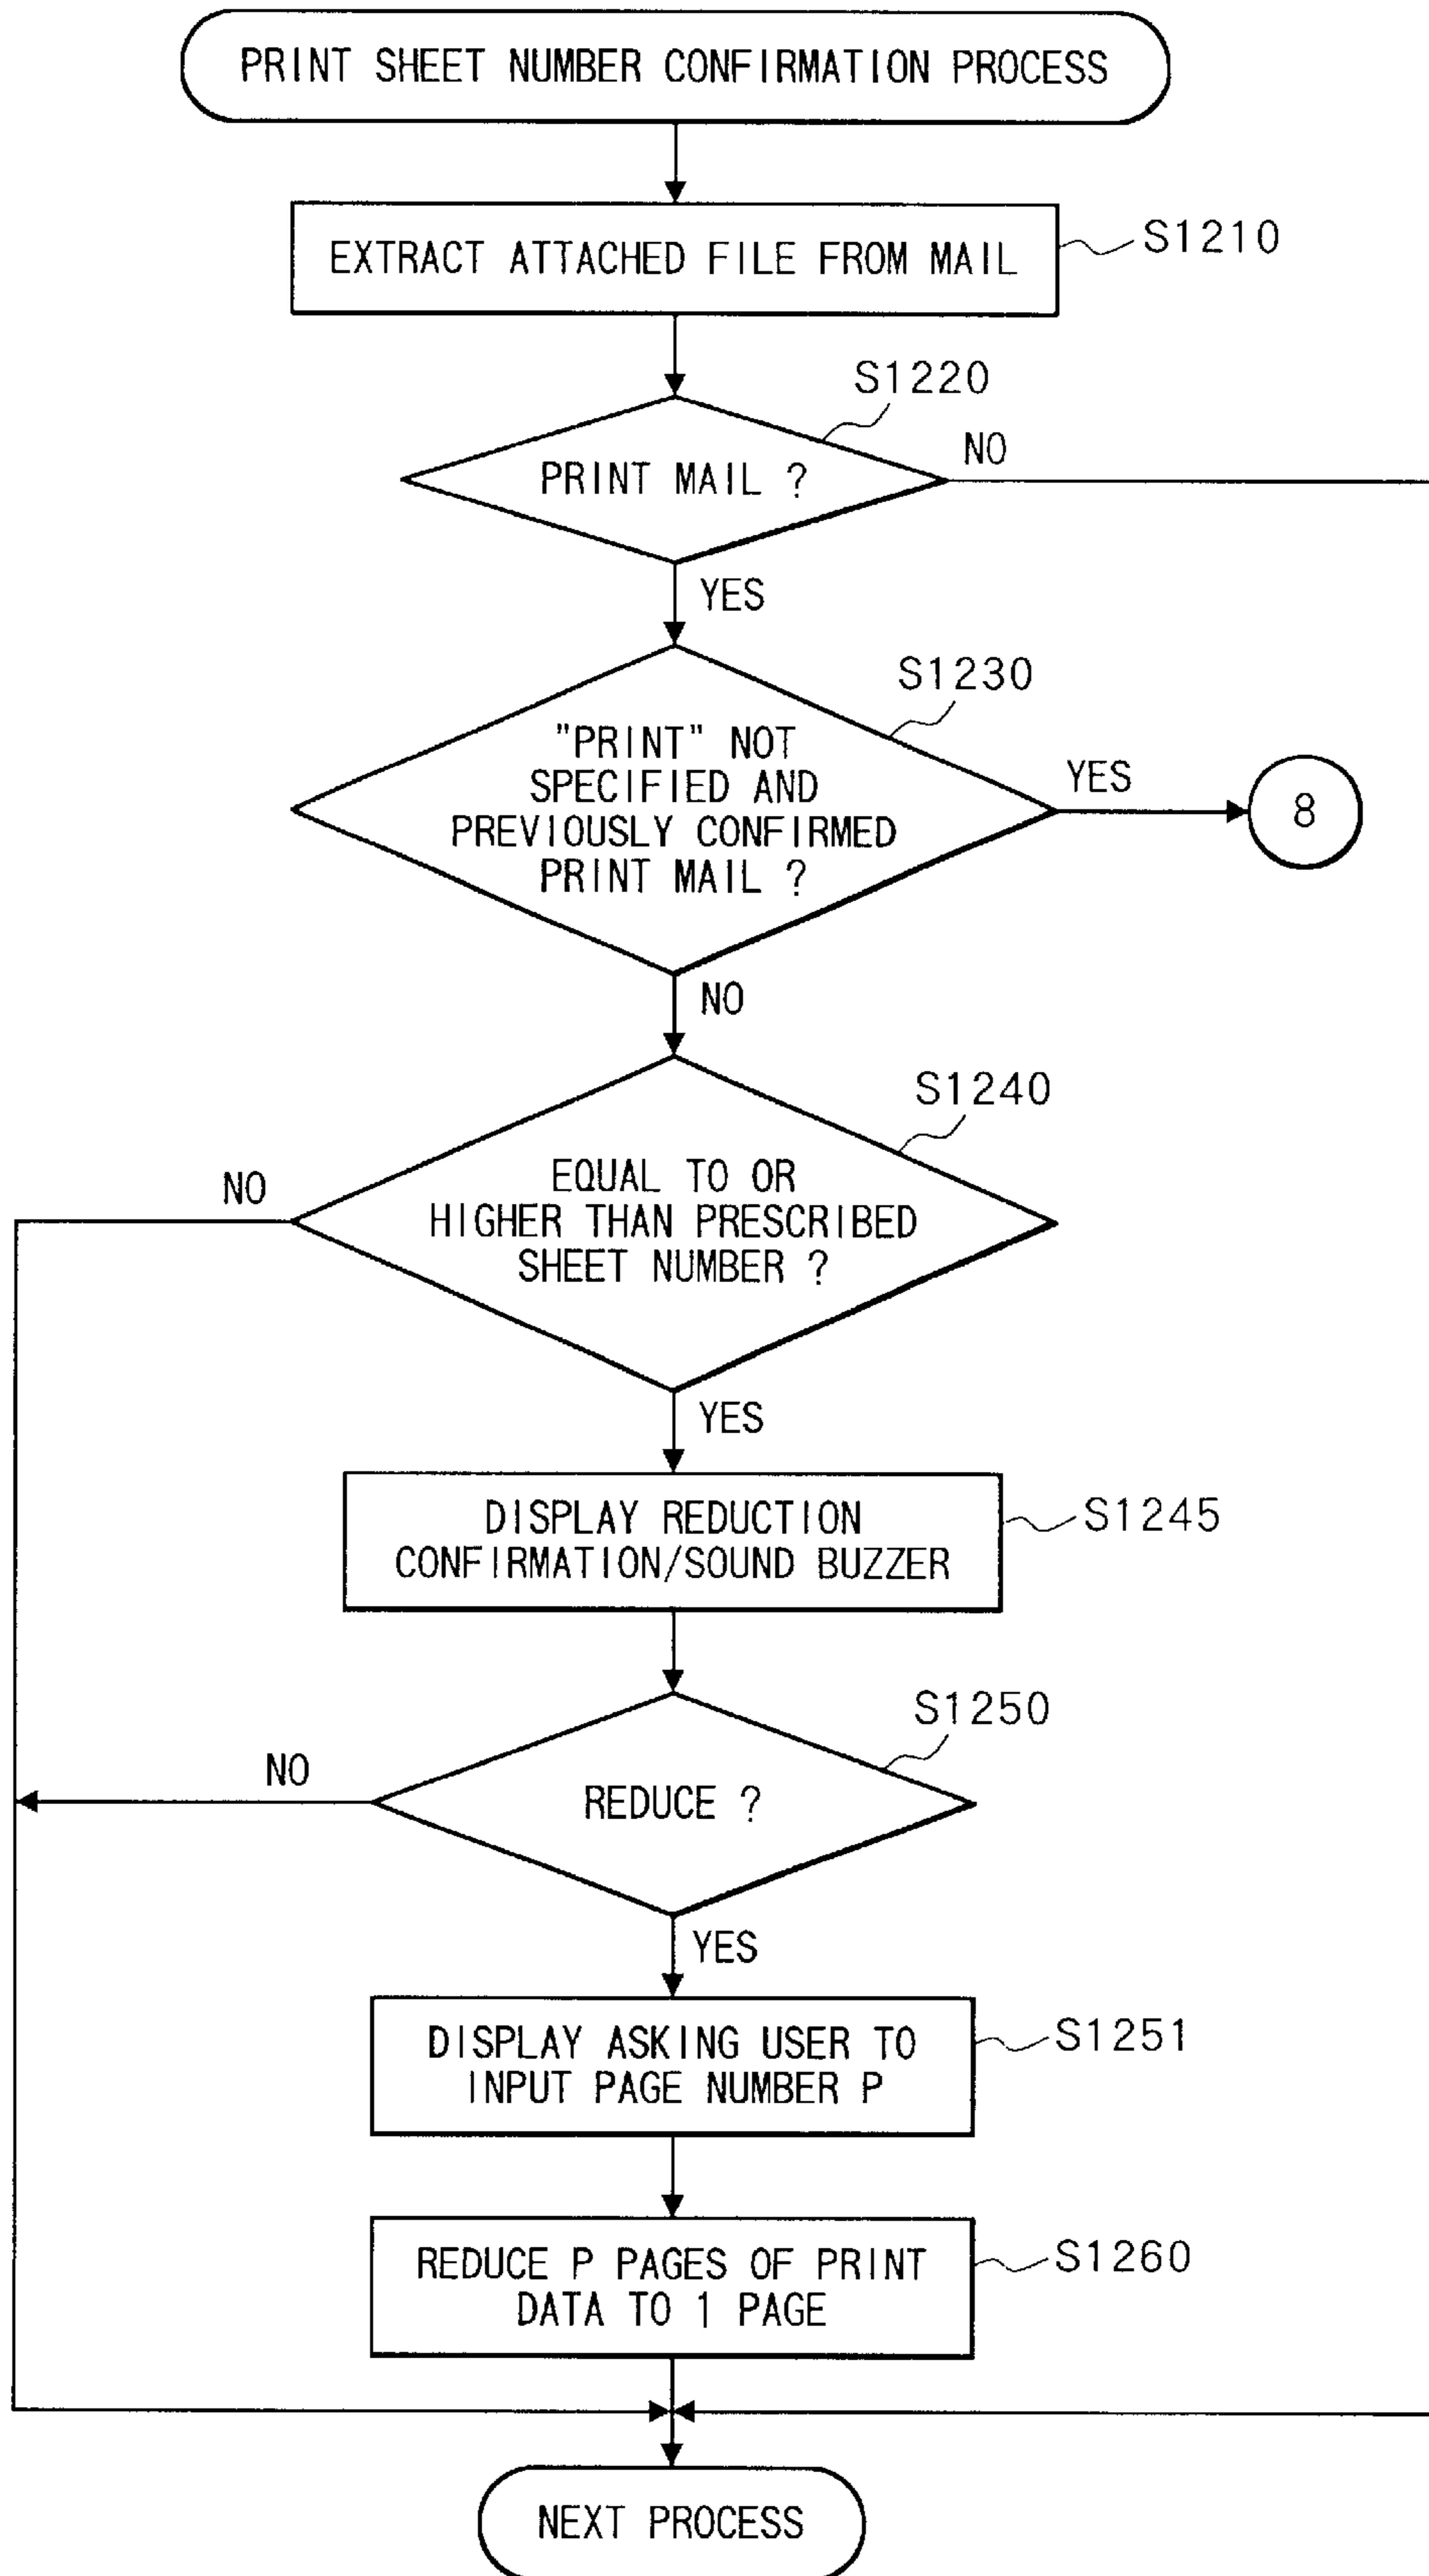 PRINT SHEET NUMBER CONFIRMATION PROCESS
EXTRACT ATTACHED FILE FROM MAIL
S1210
S1220
PRINT MAIL ?
NO
YES
S1230
"PRINT" NOT
SPECIFIED AND
PREVIOUSLY CONFIRMED
PRINT MAIL ?
YES
8
NO
S1240
EQUAL TO OR
HIGHER THAN PRESCRIBED
SHEET NUMBER ?
NO
YES
DISPLAY REDUCTION
CONFIRMATION/SOUND BUZZER
S1245
S1250
REDUCE ?
NO
YES
DISPLAY ASKING USER TO
INPUT PAGE NUMBER P
S1251
REDUCE P PAGES OF PRINT
DATA TO 1 PAGE
S1260
NEXT PROCESS